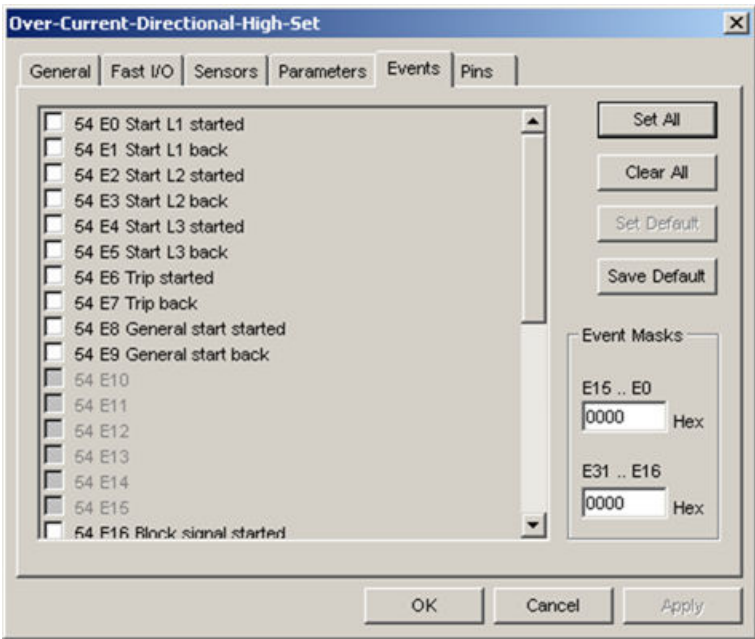 Over-Current-Directional-High-Set
General Fast I/O Sensors Parameters Events Pins
54 E0 Start L1 started
54 E1 Start L1 back
54 E2 Start L2 started
54 E3 Start L2 back
54 E4 Start L3 started
54 E5 Start L3 back
54 E6 Trip started
54 E7 Trip back
54 E8 General start started
54 E9 General start back
54 E10
54 E11
54 E12
54 E13
54 E14
54 E15
54 E16 Block signal started
Set All
Clear All
Set Default
Save Default
Event Masks
E15 .. E0
0000 Hex
E31 .. E16
0000 Hex
OK Cancel Apply